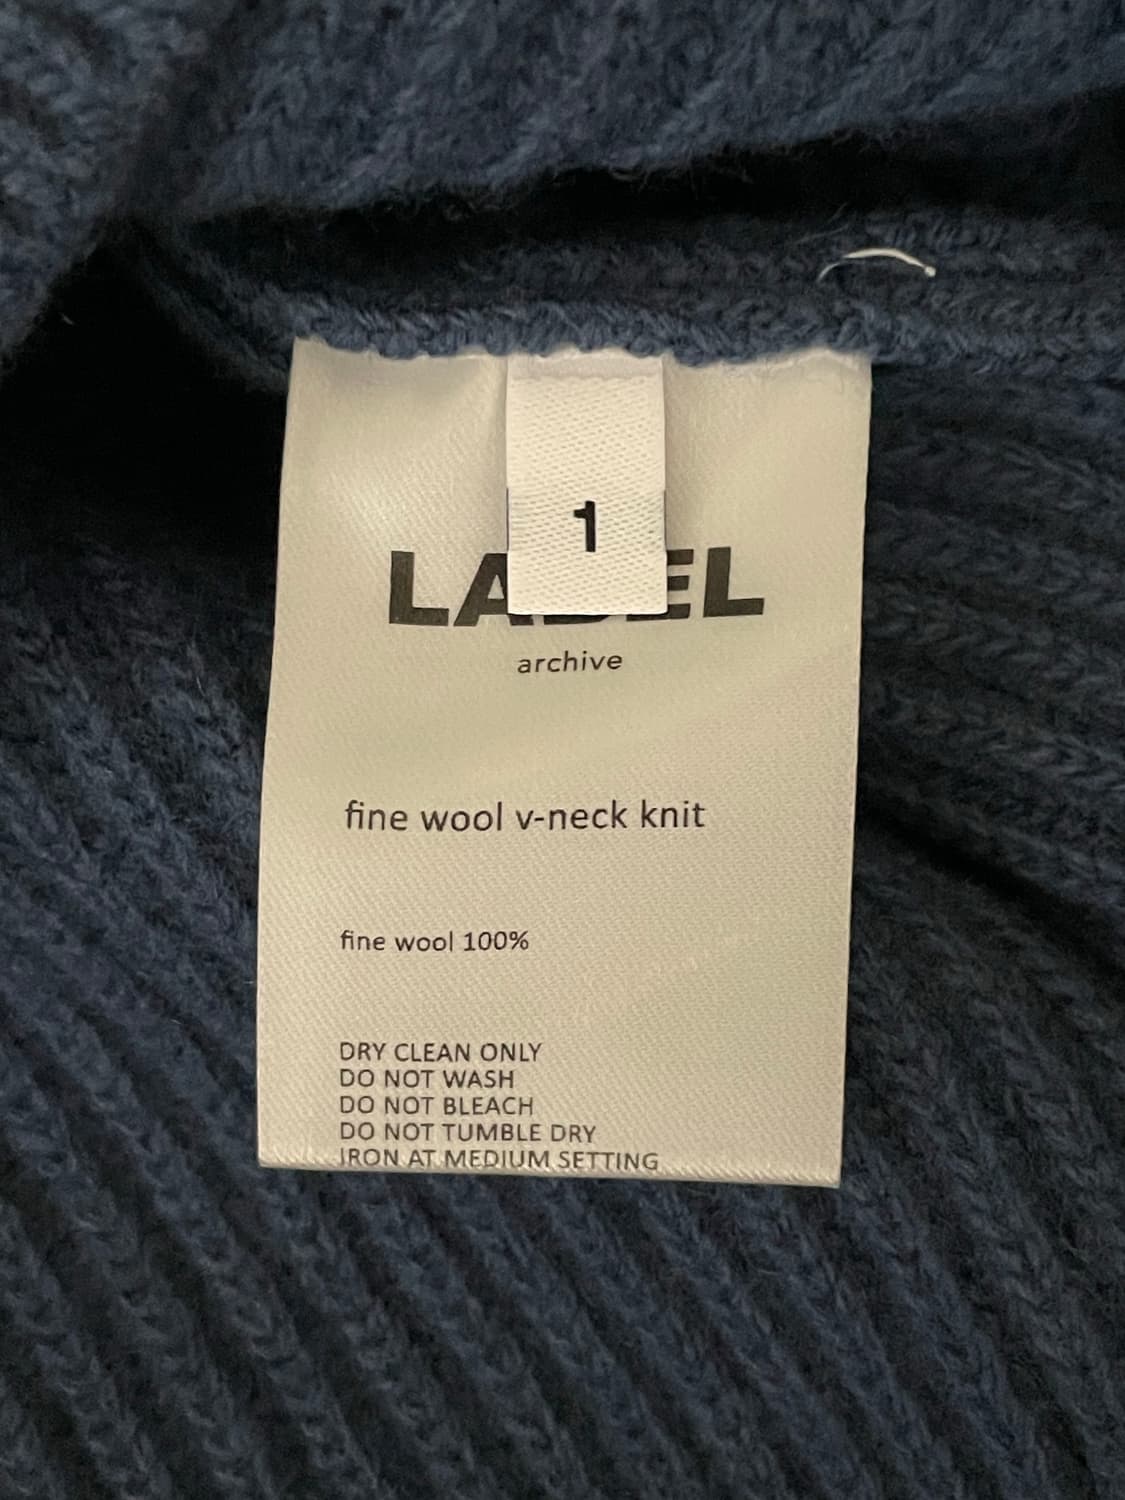 1
LABEL
archive
fine wool v-neck knit
fine wool 100%
DRY CLEAN ONLY
DO NOT WASH
DO NOT BLEACH
DO NOT TUMBLE DRY
IRON AT MEDIUM SETTING